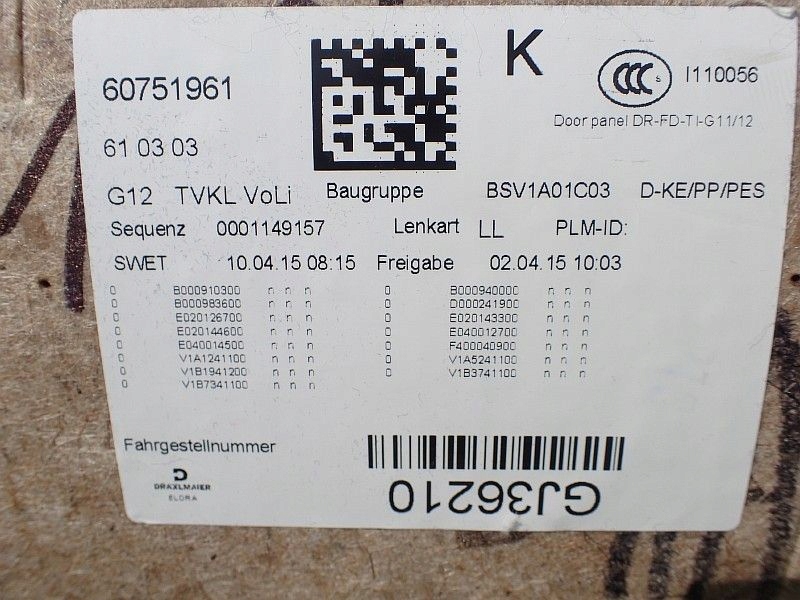 60751961 K CCC S I110056
61 03 03 Door panel DR-FD-TI-G11/12
G12 TVKL VoLi Baugruppe BSV1A01C03 D-KE/PP/PES
Sequenz 0001149157 Lenkart LL PLM-ID:
SWET 10.04.15 08:15 Freigabe 02.04.15 10:03
0 B000910300 n n n 0 B000940000 n n n
0 B000983600 n n n 0 D000241900 n n n
0 E020126700 n n n 0 E020143300 n n n
0 E020144600 n n n 0 E040012700 n n n
0 E040014500 n n n 0 F400040900 n n n
0 V1A1241100 n n n 0 V1A5241100 n n n
0 V1B1941200 n n n 0 V1B3741100 n n n
0 V1B7341100 n n n
Fahrgestellnummer
DRÄXLMAIER
ELDRA
GJ36210